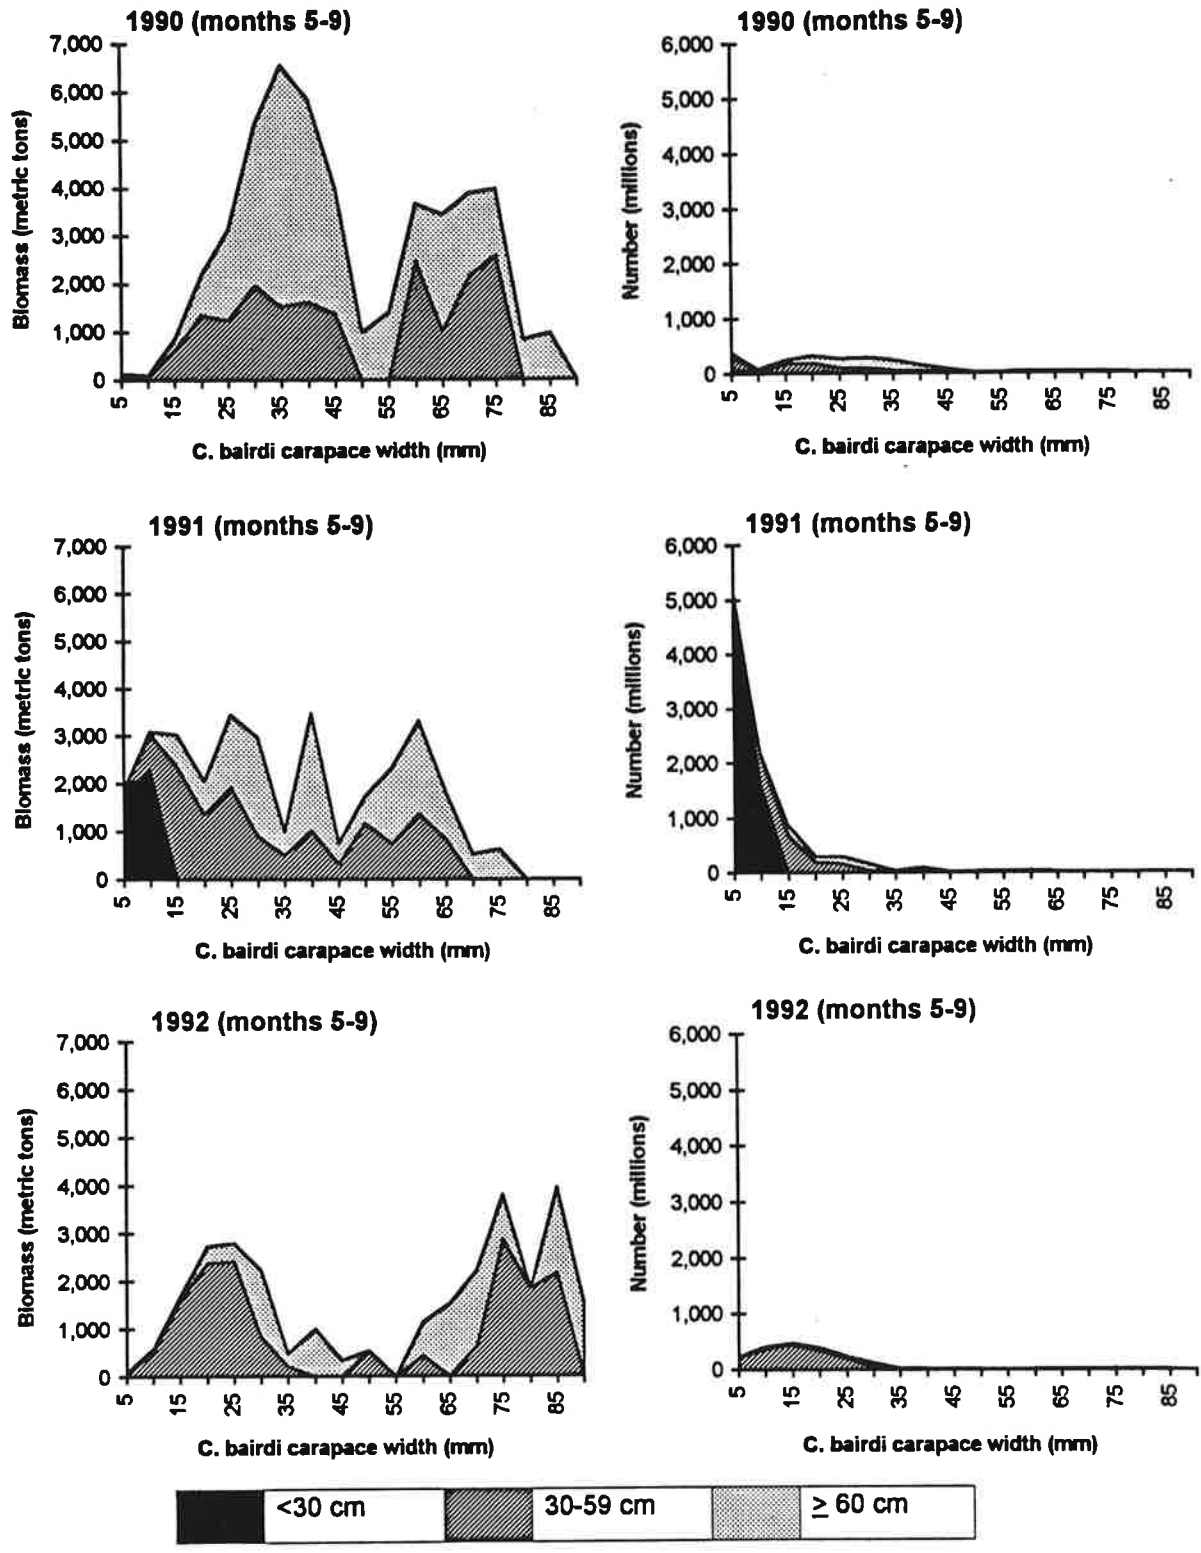 1990 (months 5-9)
7,000
6,000
5,000
4,000
3,000
2,000
1,000
0
Biomass (metric tons)
5 15 25 35 45 55 65 75 85
C. bairdi carapace width (mm)
1990 (months 5-9)
6,000
5,000
4,000
3,000
2,000
1,000
0
Number (millions)
5 15 25 35 45 55 65 75 85
C. bairdi carapace width (mm)
1991 (months 5-9)
7,000
6,000
5,000
4,000
3,000
2,000
1,000
0
Biomass (metric tons)
5 15 25 35 45 55 65 75 85
C. bairdi carapace width (mm)
1991 (months 5-9)
6,000
5,000
4,000
3,000
2,000
1,000
0
Number (millions)
5 15 25 35 45 55 65 75 85
C. bairdi carapace width (mm)
1992 (months 5-9)
7,000
6,000
5,000
4,000
3,000
2,000
1,000
0
Biomass (metric tons)
5 15 25 35 45 55 65 75 85
C. bairdi carapace width (mm)
1992 (months 5-9)
6,000
5,000
4,000
3,000
2,000
1,000
0
Number (millions)
5 15 25 35 45 55 65 75 85
C. bairdi carapace width (mm)
<30 cm 30-59 cm ≥ 60 cm